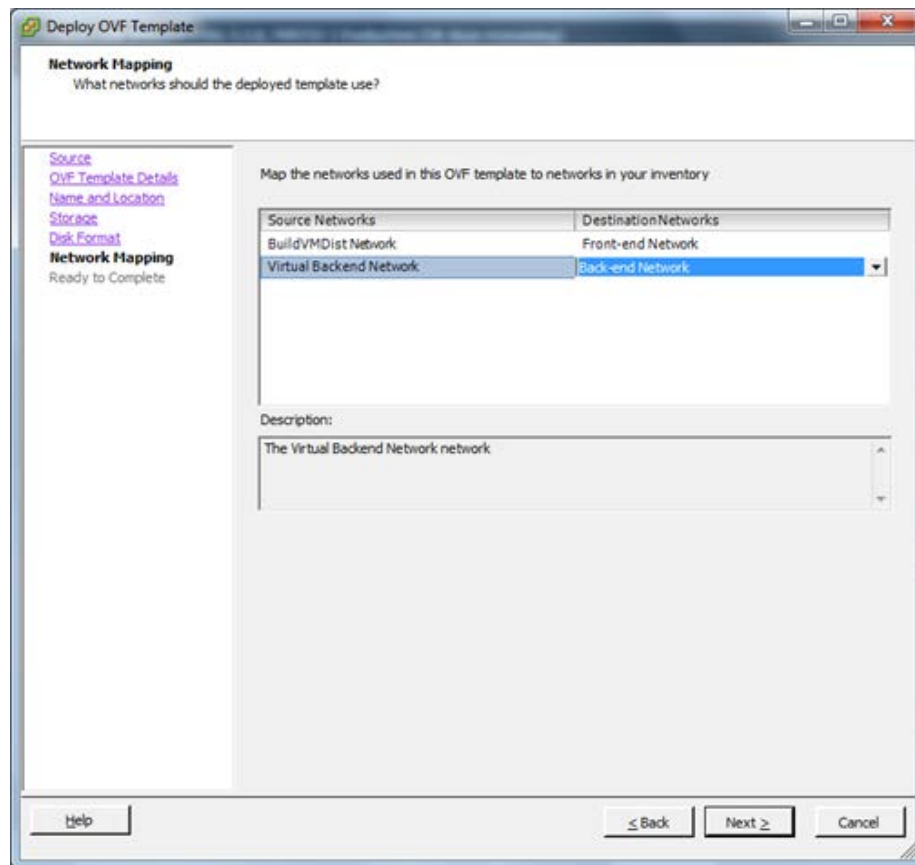 Deploy OVF Template
Network Mapping
What networks should the deployed template use?
Source
OVF Template Details
Name and Location
Storage
Disk Format
Network Mapping
Ready to Complete
Map the networks used in this OVF template to networks in your inventory
Source Networks DestinationNetworks
BuildVMDist Network Front-end Network
Virtual Backend Network Back-end Network
Description:
The Virtual Backend Network network
Help
≤ Back Next ≥ Cancel